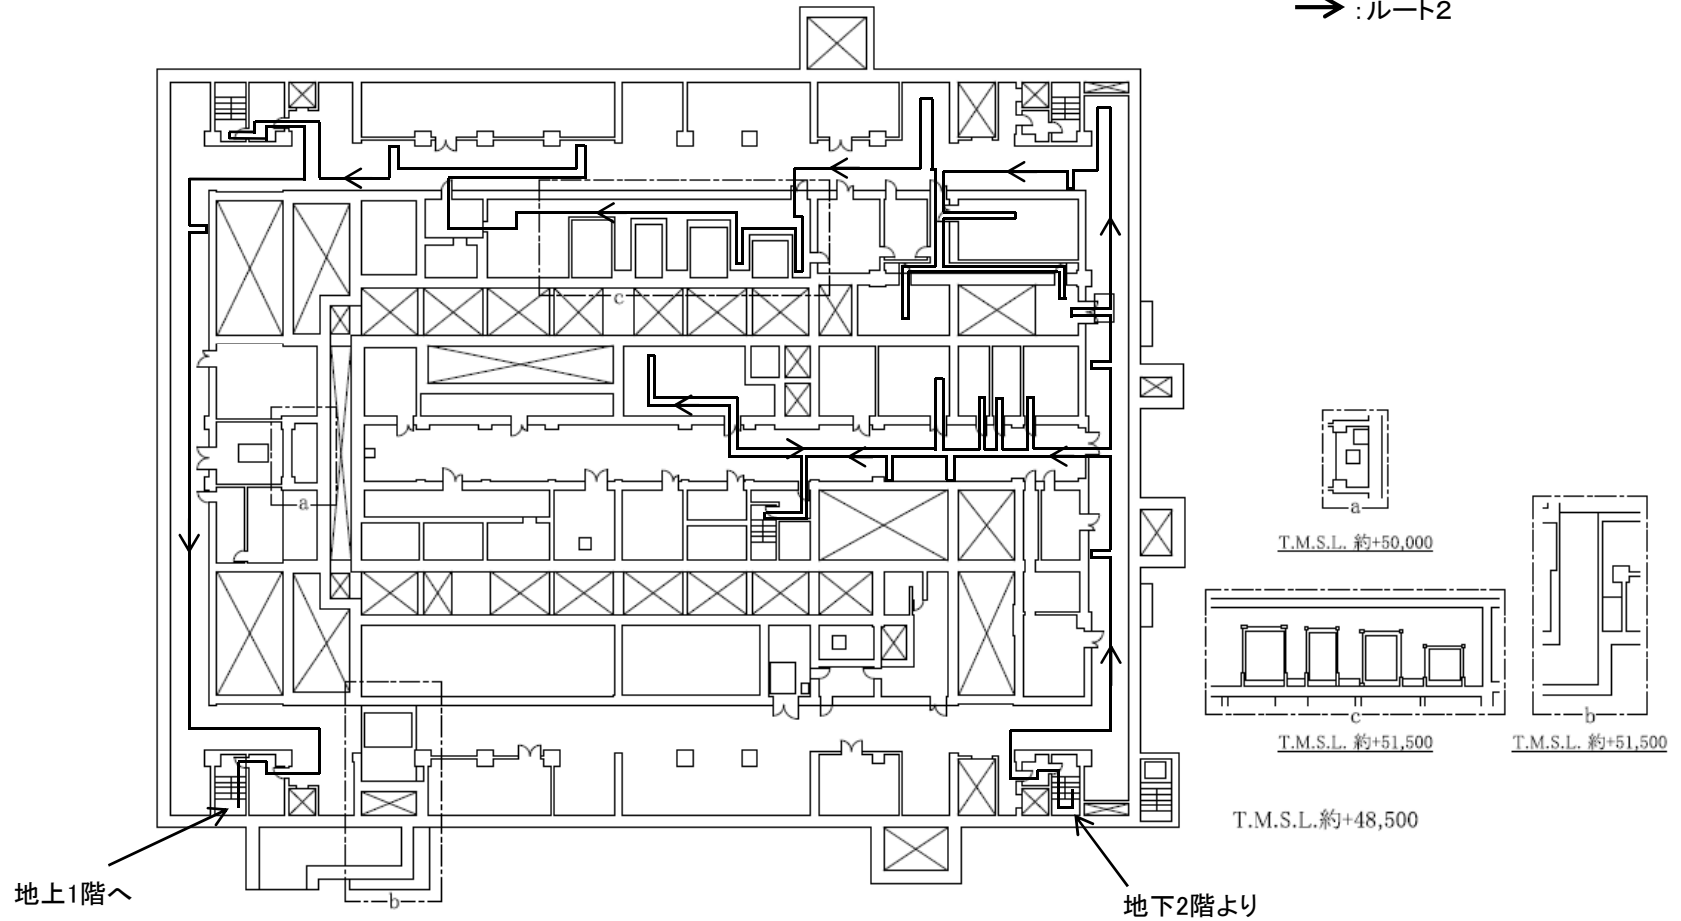 ：ルート２
c
a
a
T.M.S.L. 約+50,000
c
T.M.S.L. 約+51,500
b
T.M.S.L. 約+51,500
T.M.S.L.約+48,500
地上1階へ
b
地下2階より